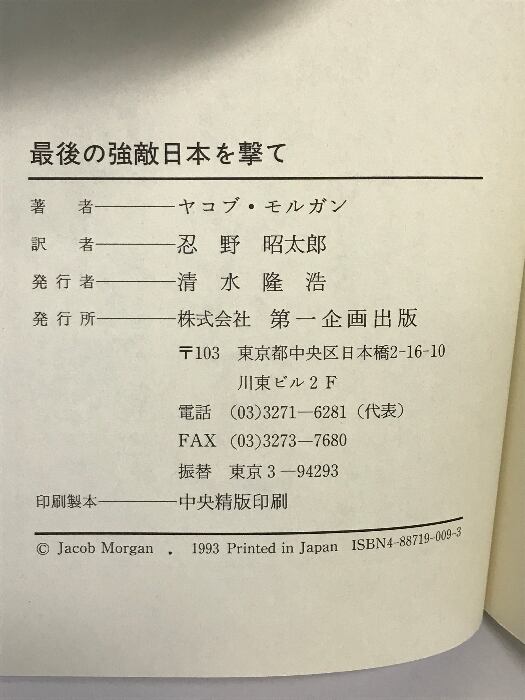 最後の強敵日本を撃て
著者――ヤコブ・モルガン
訳者――忍野 昭太郎
発行者――清水隆浩
発行所――株式会社 第一企画出版
〒103 東京都中央区日本橋2-16-10
川東ビル2F
電話 (03)3271―6281（代表）
FAX (03)3273―7680
振替 東京3―94293
印刷製本――中央精版印刷
© Jacob Morgan . 1993 Printed in Japan ISBN4-88719-009-3